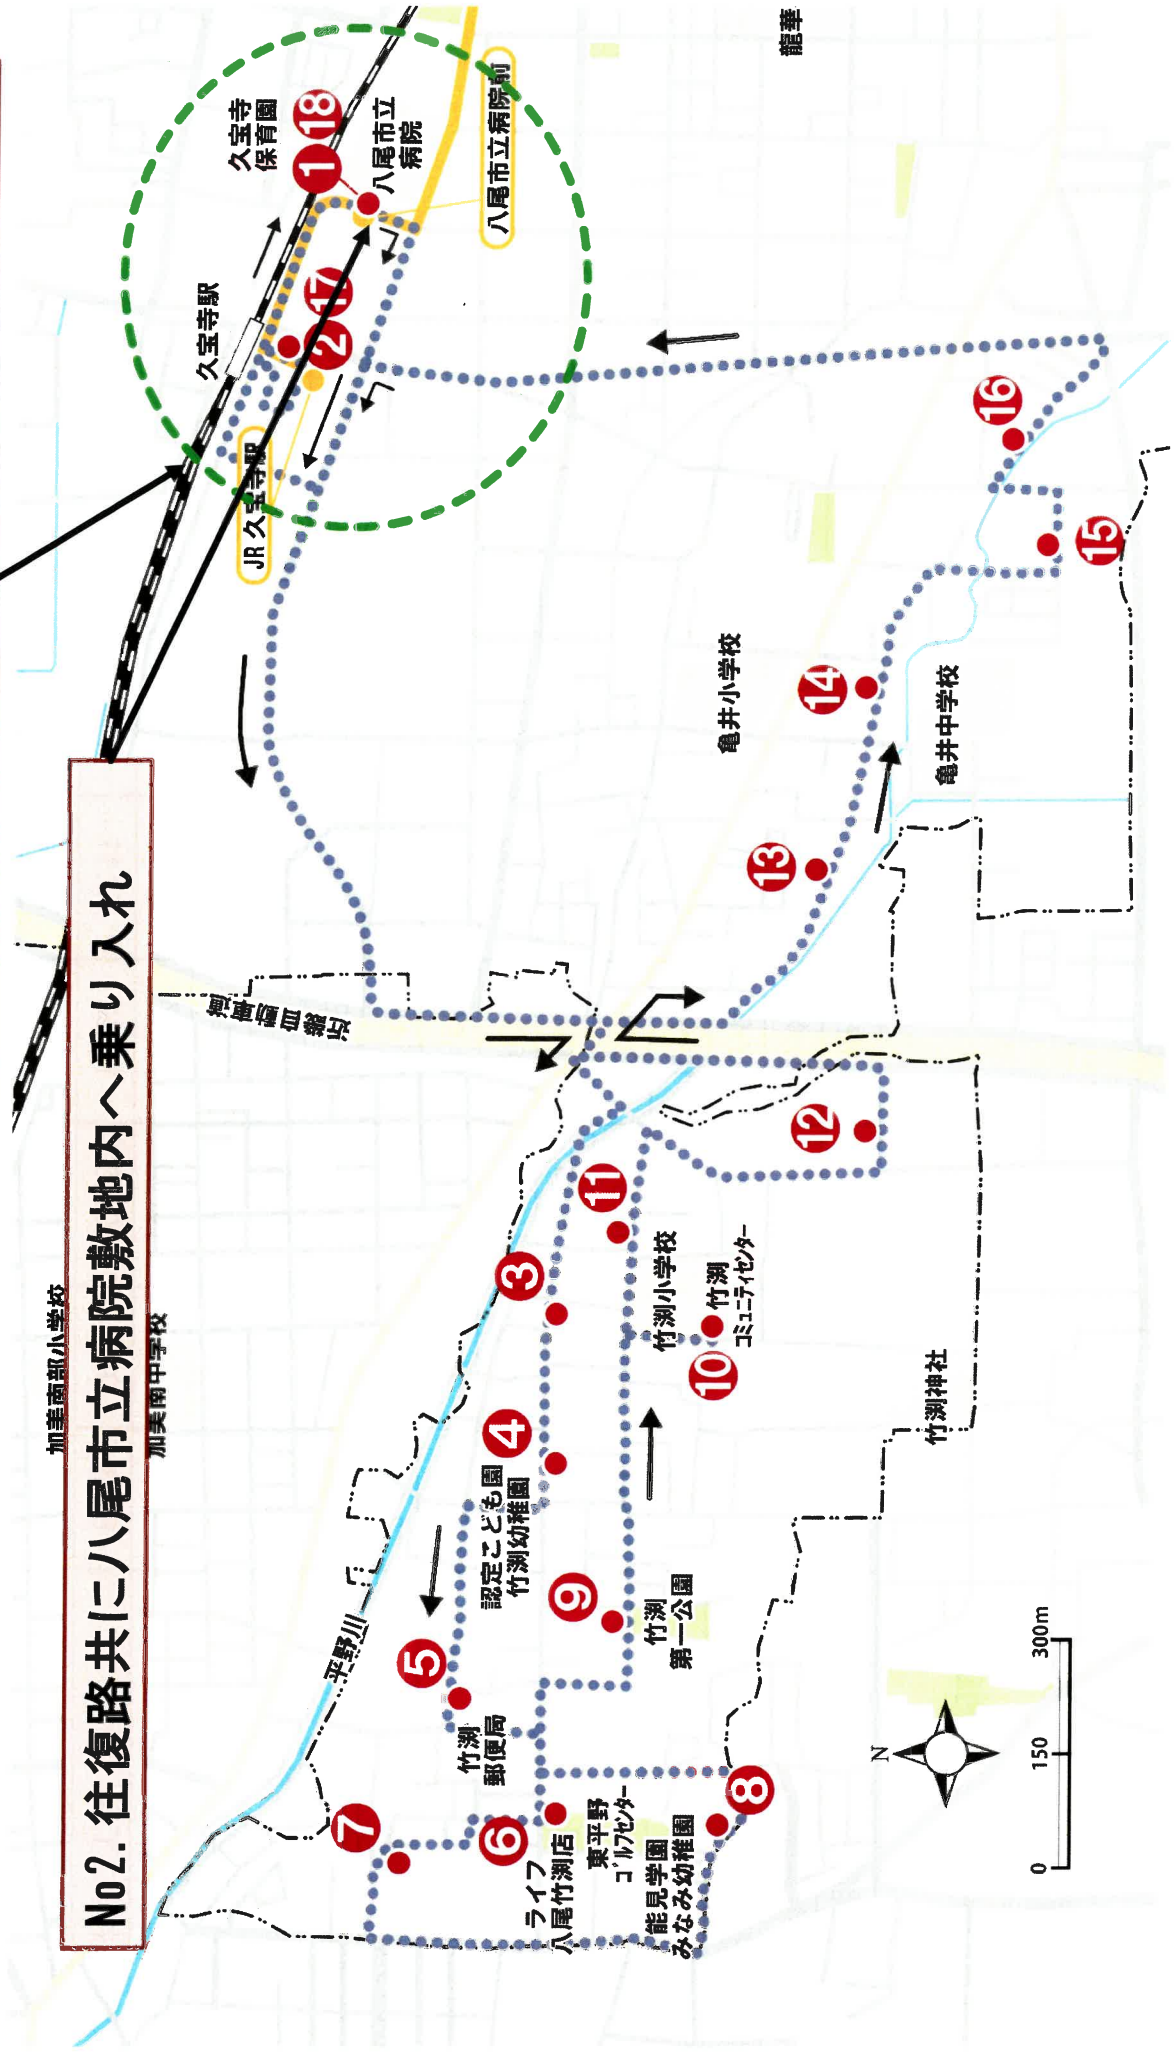 No2. 往復路共に八尾市立病院敷地内へ乗り入れ
加美南部小学校
加美南中学校
久宝寺
保育園
1
18
八尾市立
病院
八尾市立病院前
龍華
久宝寺駅
2
17
JR 久宝寺駅
16
15
14
亀井小学校
亀井中学校
13
近畿自動車道
12
11
3
竹渕小学校
竹渕
コミュニティセンター
10
4
認定こども園
竹渕幼稚園
竹渕神社
9
竹渕
第一公園
平野川
5
竹渕
郵便局
7
6
ライフ
八尾竹渕店
東平野
ゴルフセンター
8
能見学園
みなみ幼稚園
N
0
150
300m